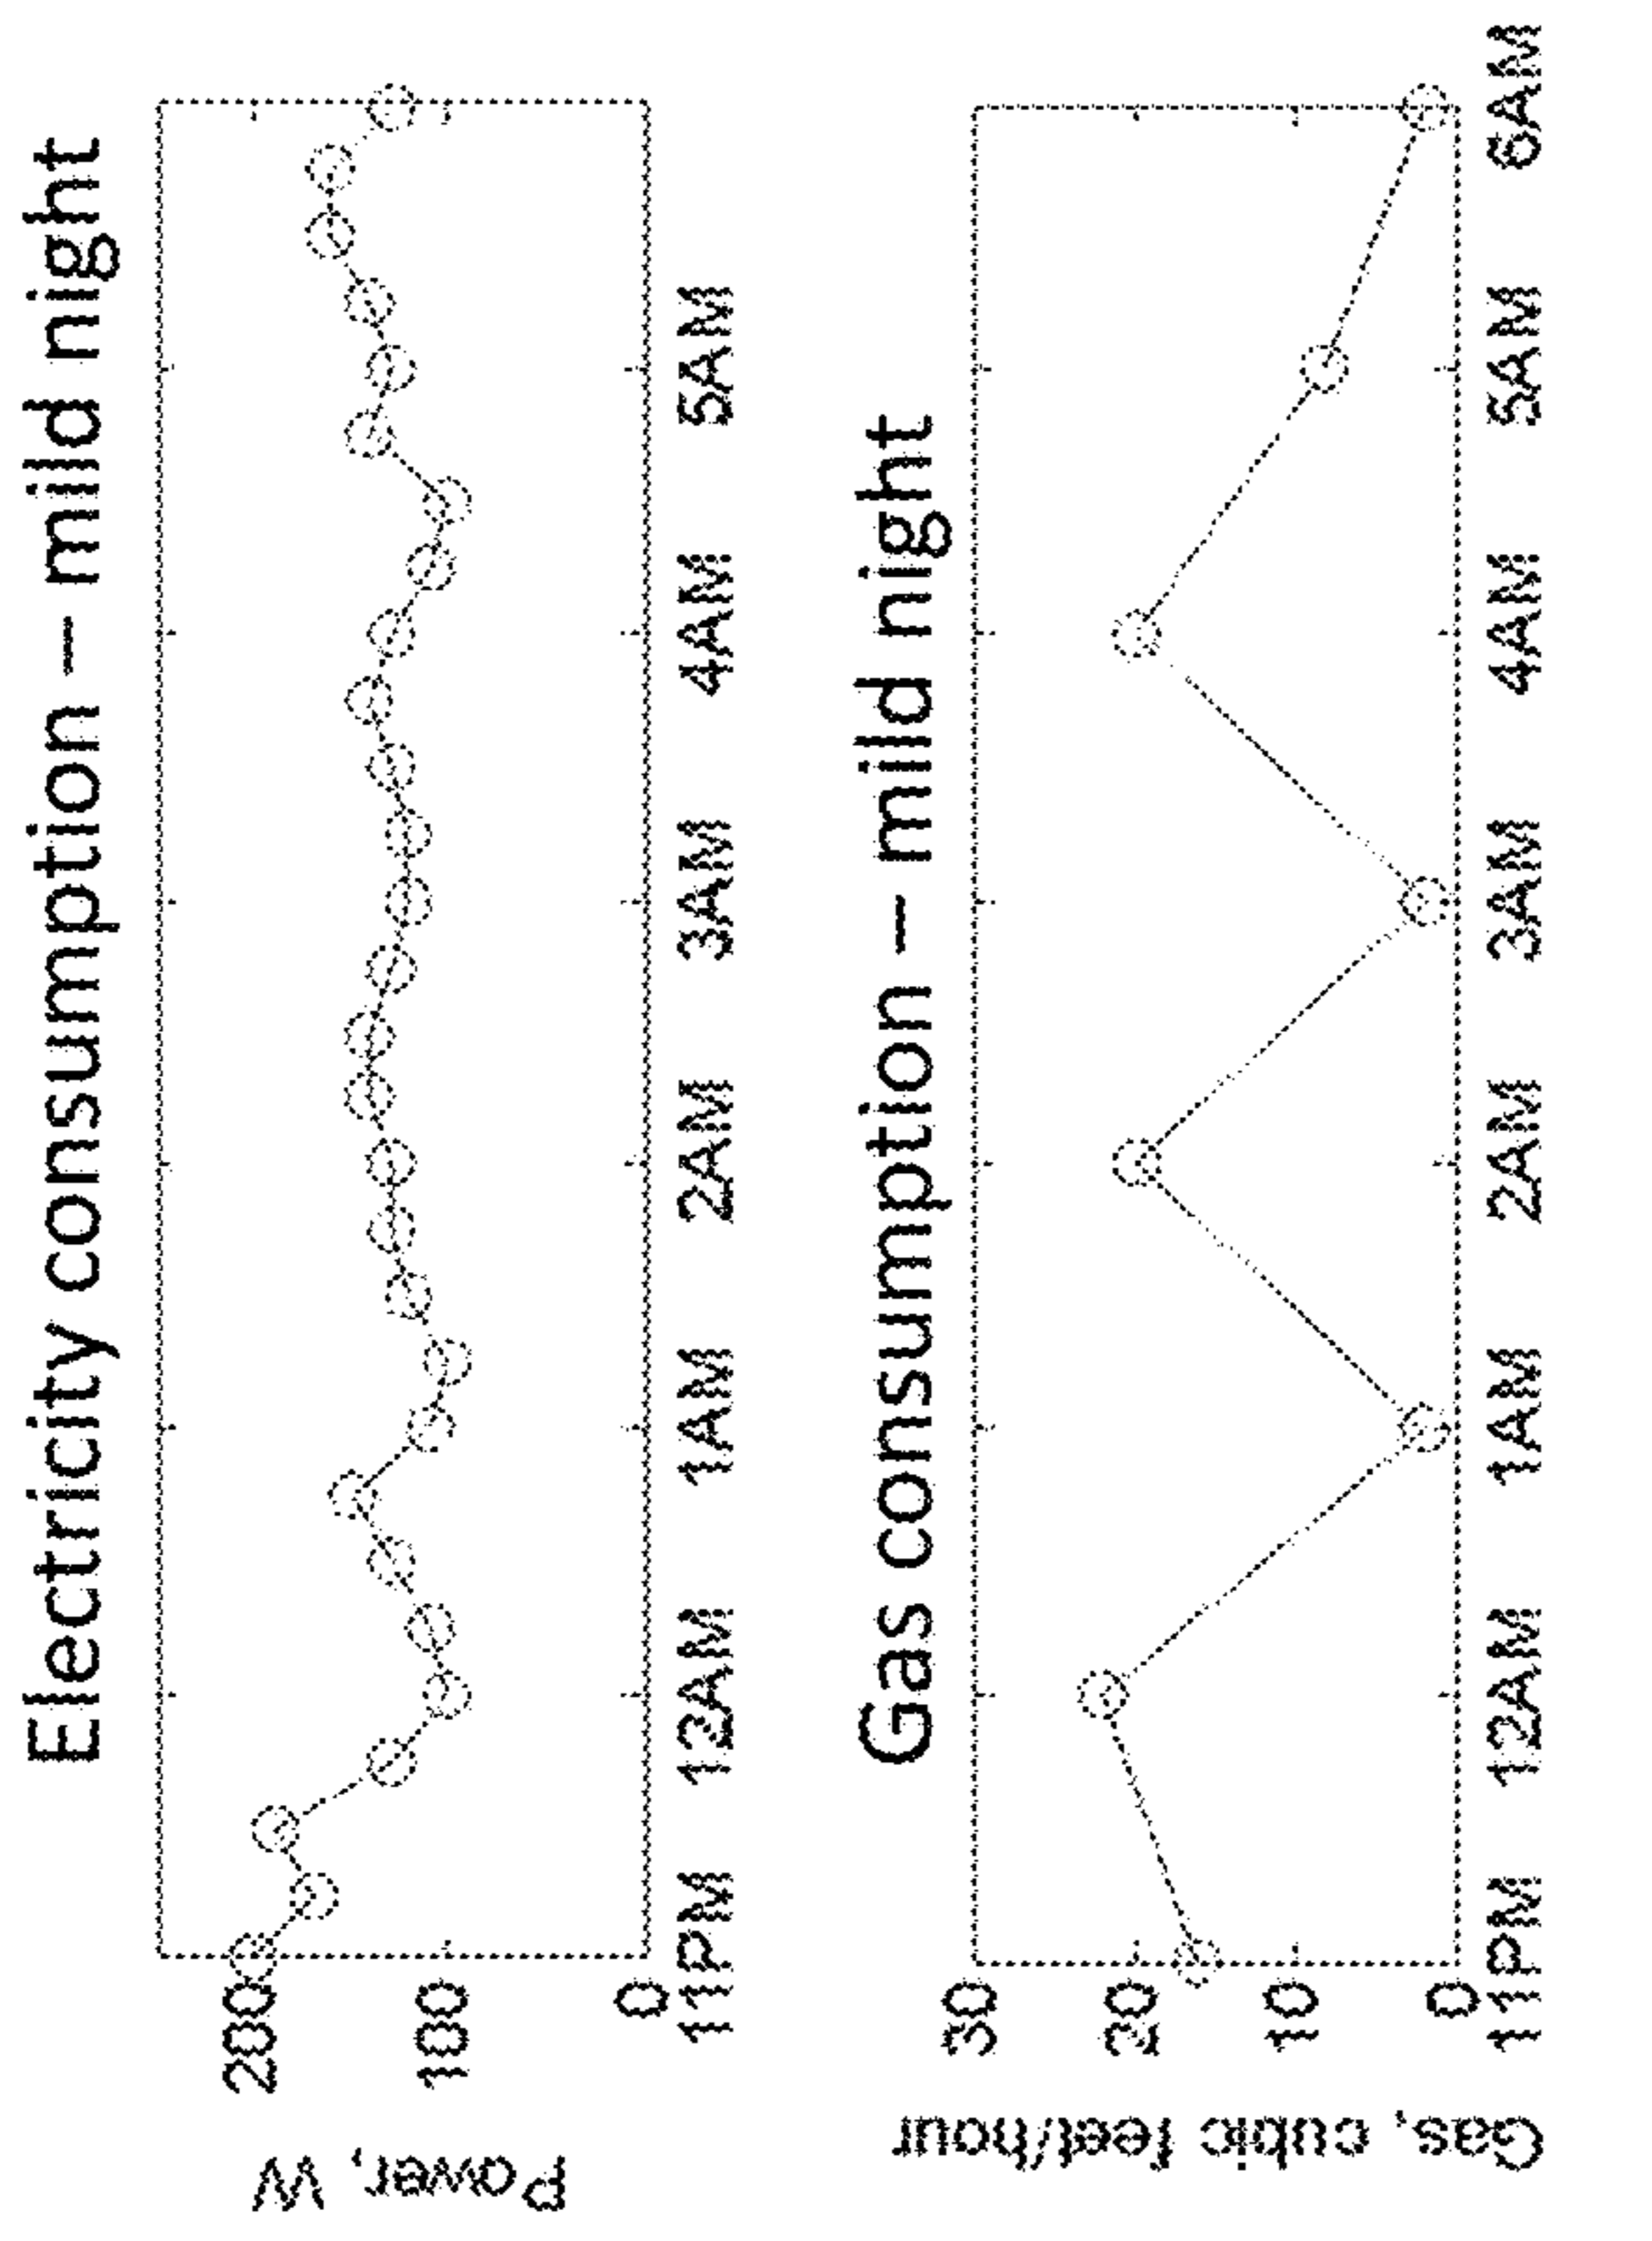 Electricity consumption – mild night
Power, W
200
100
0
11PM 12AM 1AM 2AM 3AM 4AM 5AM
Gas consumption – mild night
Gas, cubic feet/hour
30
20
10
0
11PM 12AM 1AM 2AM 3AM 4AM 5AM 6AM